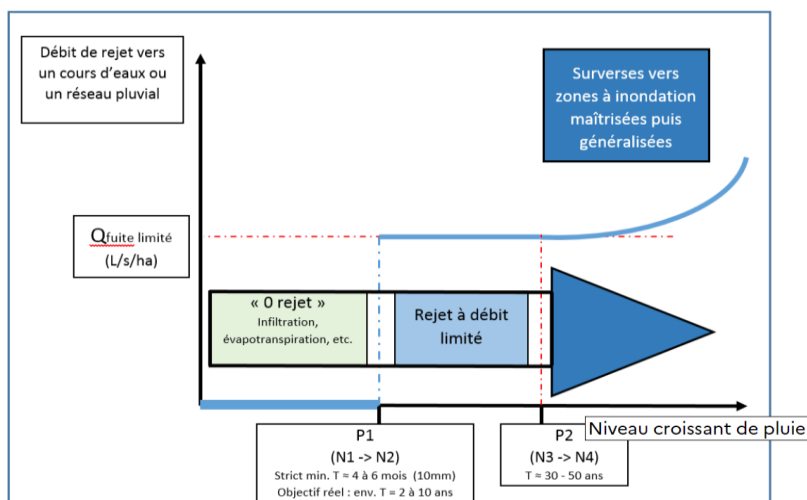 Débit de rejet vers
un cours d'eaux ou
un réseau pluvial
Surverses vers
zones à inondation
maîtrisées puis
généralisées
Qfuite limité
(L/s/ha)
« 0 rejet »
Infiltration,
évapotranspiration, etc.
Rejet à débit
limité
Niveau croissant de pluie
P1
(N1 -> N2)
Strict min. T ≈ 4 à 6 mois (10mm)
Objectif réel : env. T = 2 à 10 ans
P2
(N3 -> N4)
T ≈ 30 - 50 ans